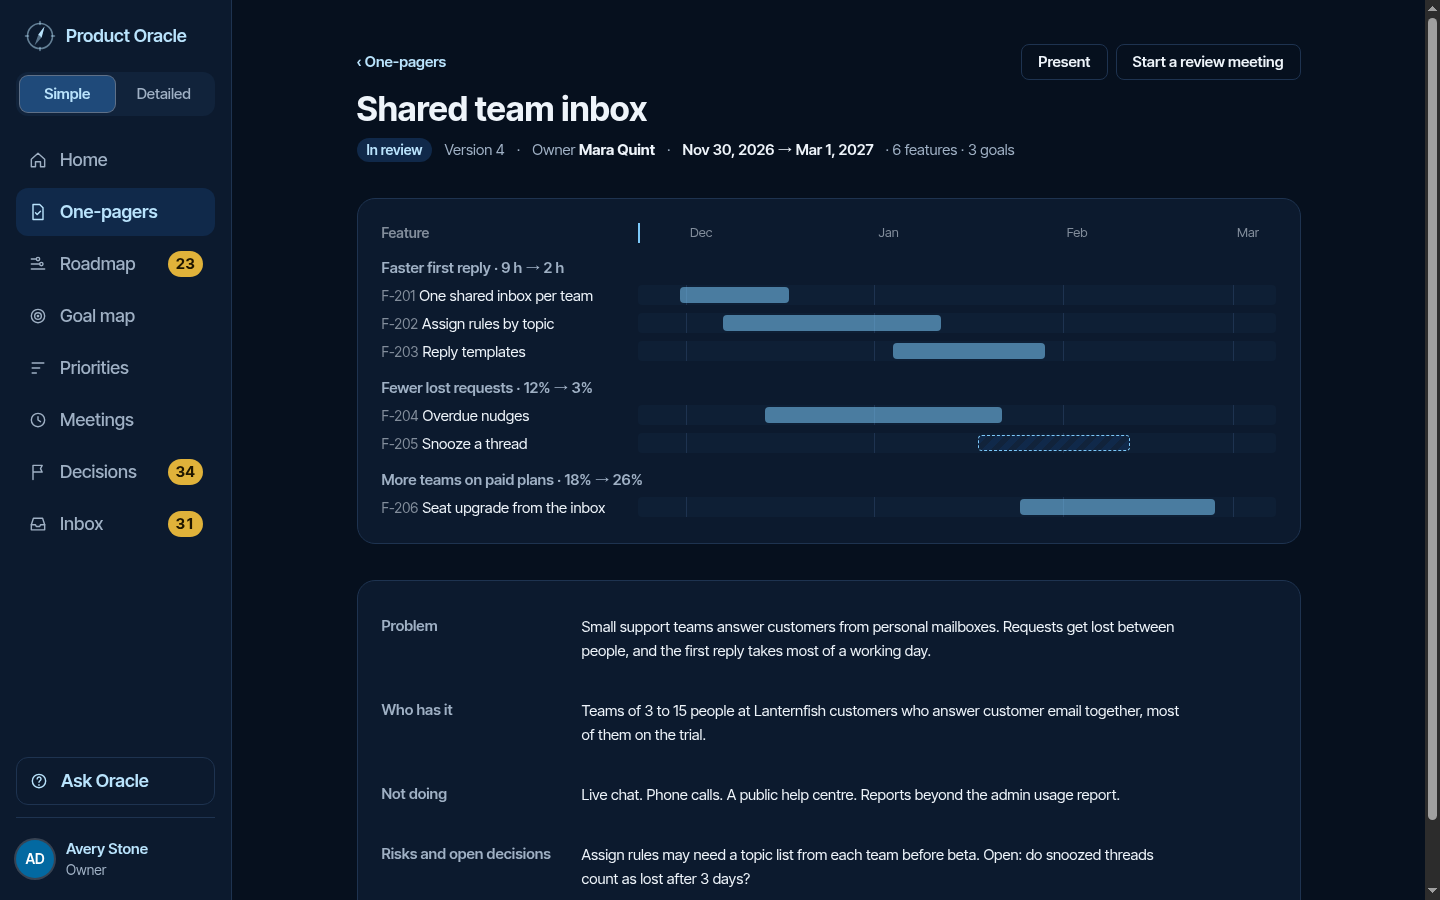 Product Oracle
Simple
Detailed
Home
One-pagers
Roadmap 23
Goal map
Priorities
Meetings
Decisions 34
Inbox 31
Ask Oracle
AD
Avery Stone
Owner
‹ One-pagers
Present
Start a review meeting
Shared team inbox
In review Version 4 · Owner Mara Quint · Nov 30, 2026 → Mar 1, 2027 · 6 features · 3 goals
Feature Dec Jan Feb Mar
Faster first reply · 9 h → 2 h
F-201 One shared inbox per team
F-202 Assign rules by topic
F-203 Reply templates
Fewer lost requests · 12% → 3%
F-204 Overdue nudges
F-205 Snooze a thread
More teams on paid plans · 18% → 26%
F-206 Seat upgrade from the inbox
Problem
Small support teams answer customers from personal mailboxes. Requests get lost between
people, and the first reply takes most of a working day.
Who has it
Teams of 3 to 15 people at Lanternfish customers who answer customer email together, most
of them on the trial.
Not doing
Live chat. Phone calls. A public help centre. Reports beyond the admin usage report.
Risks and open decisions
Assign rules may need a topic list from each team before beta. Open: do snoozed threads
count as lost after 3 days?